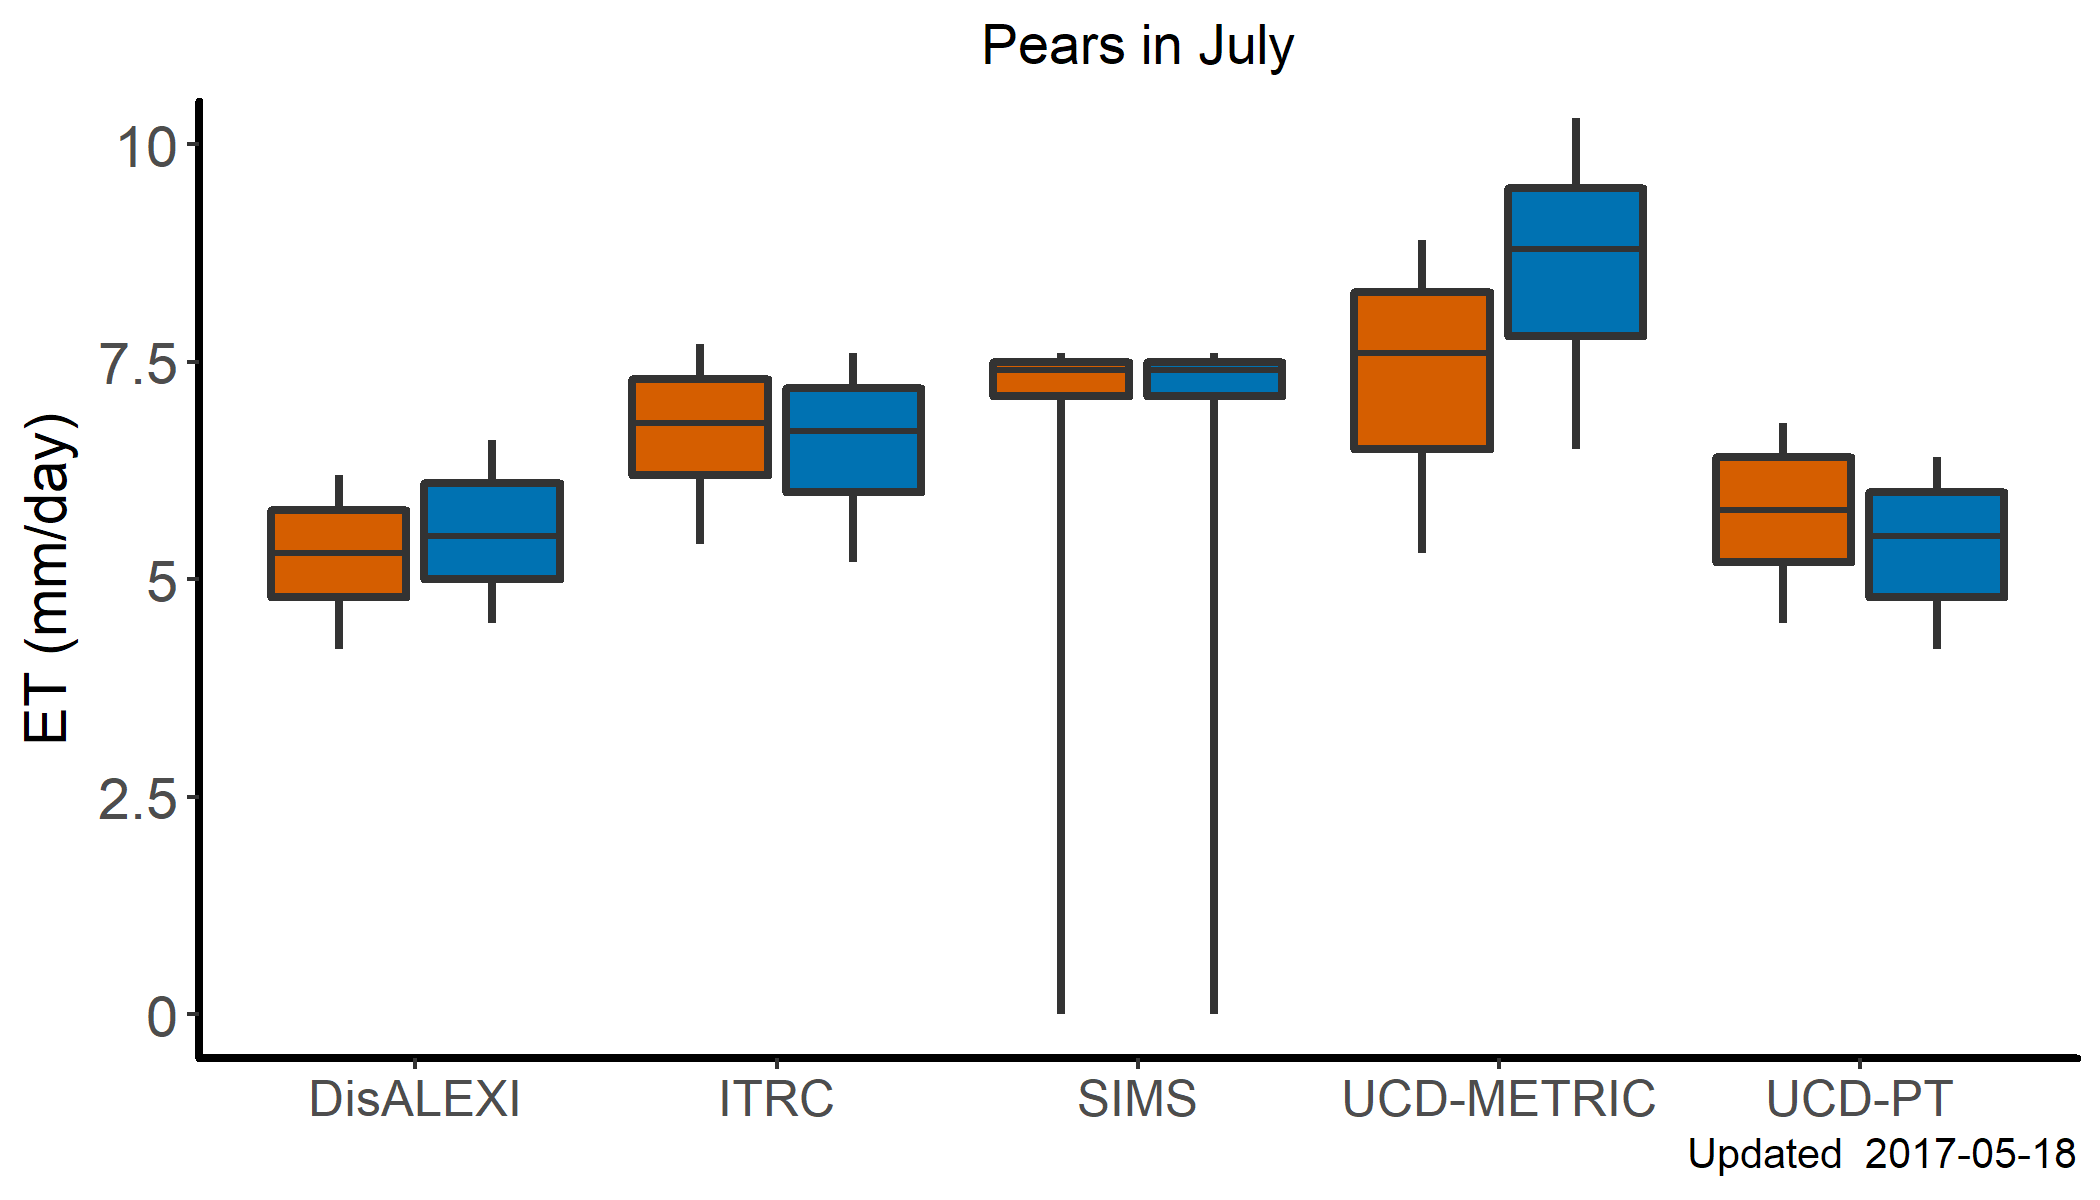 Pears in July
ET (mm/day)
10
7.5
5
2.5
0
DisALEXI ITRC SIMS UCD-METRIC UCD-PT
Updated 2017-05-18